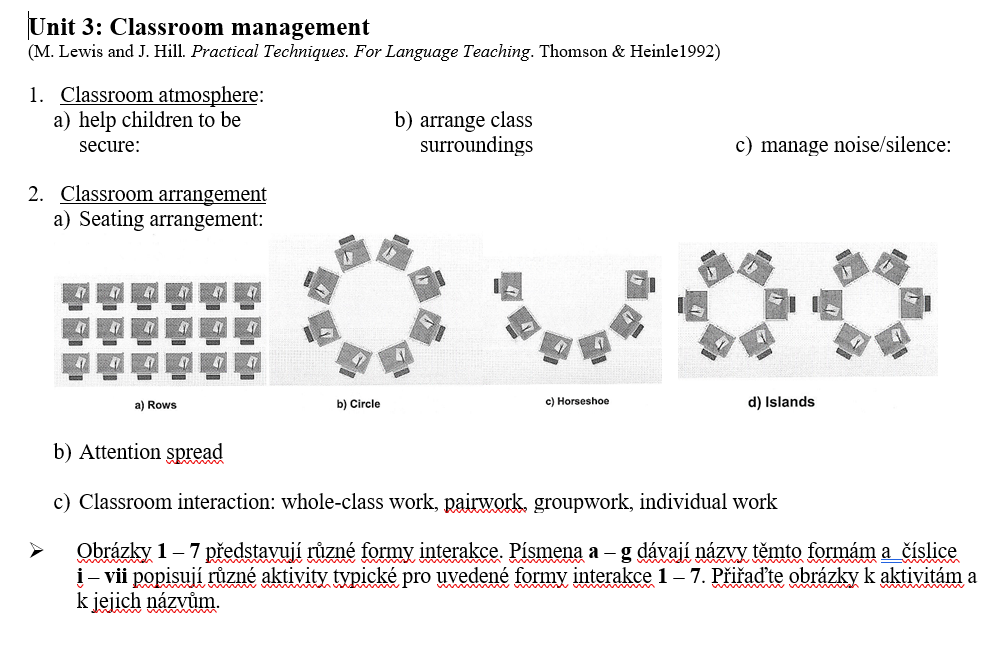 Unit 3: Classroom management
(M. Lewis and J. Hill. Practical Techniques. For Language Teaching. Thomson & Heinle1992)
1. Classroom atmosphere:
a) help children to be
secure:
b) arrange class
surroundings
c) manage noise/silence:
2. Classroom arrangement
a) Seating arrangement:
a) Rows
b) Circle
c) Horseshoe
d) Islands
b) Attention spread
c) Classroom interaction: whole-class work, pairwork, groupwork, individual work
➢ Obrázky 1 – 7 představují různé formy interakce. Písmena a – g dávají názvy těmto formám a číslice
i – vii popisují různé aktivity typické pro uvedené formy interakce 1 – 7. Přiřaďte obrázky k aktivitám a
k jejich názvům.